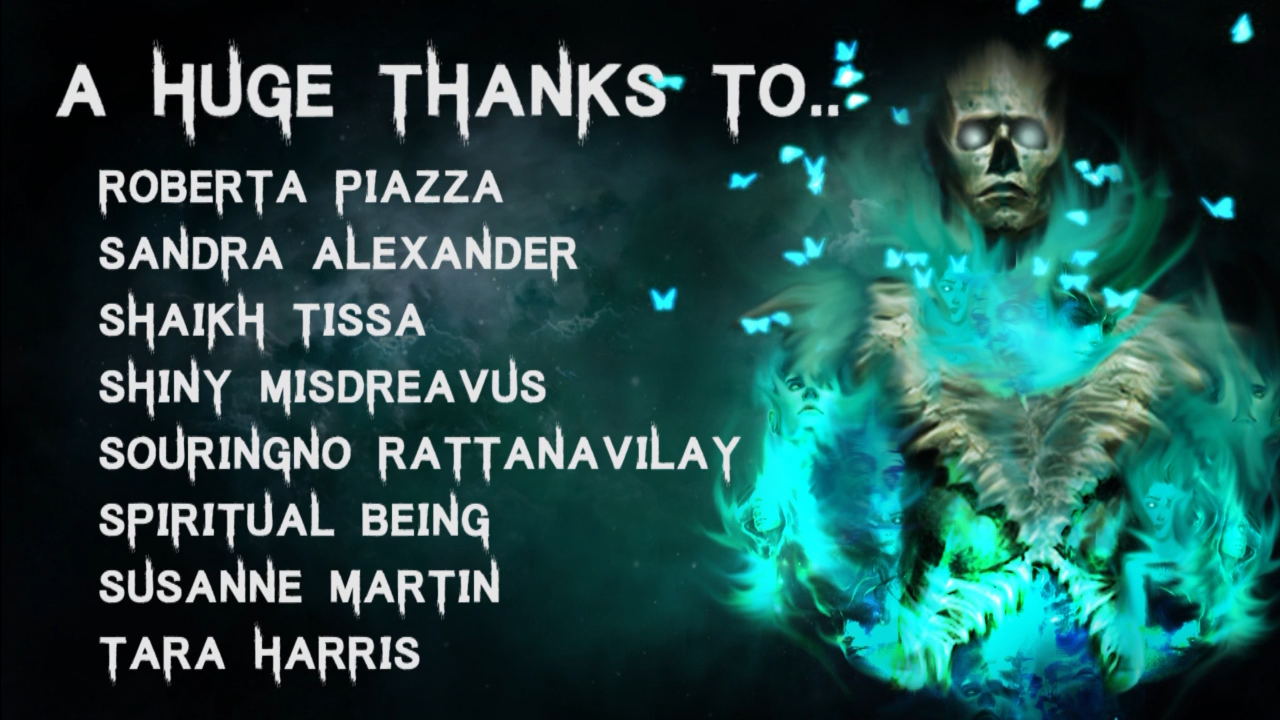 A HUGE THANKS TO..
ROBERTA PIAZZA
SANDRA ALEXANDER
SHAIKH TISSA
SHINY MISDREAVUS
SOURINGNO RATTANAVILAY
SPIRITUAL BEING
SUSANNE MARTIN
TARA HARRIS